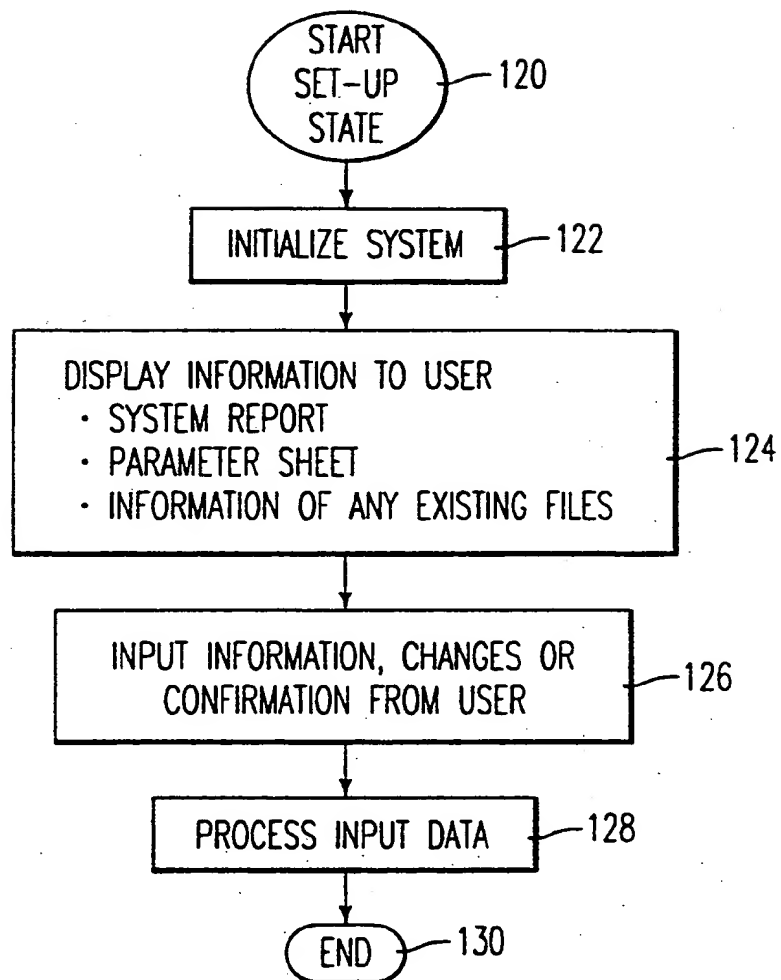 START
SET-UP
STATE
120
INITIALIZE SYSTEM
122
DISPLAY INFORMATION TO USER
· SYSTEM REPORT
· PARAMETER SHEET
· INFORMATION OF ANY EXISTING FILES
124
INPUT INFORMATION, CHANGES OR
CONFIRMATION FROM USER
126
PROCESS INPUT DATA
128
END
130